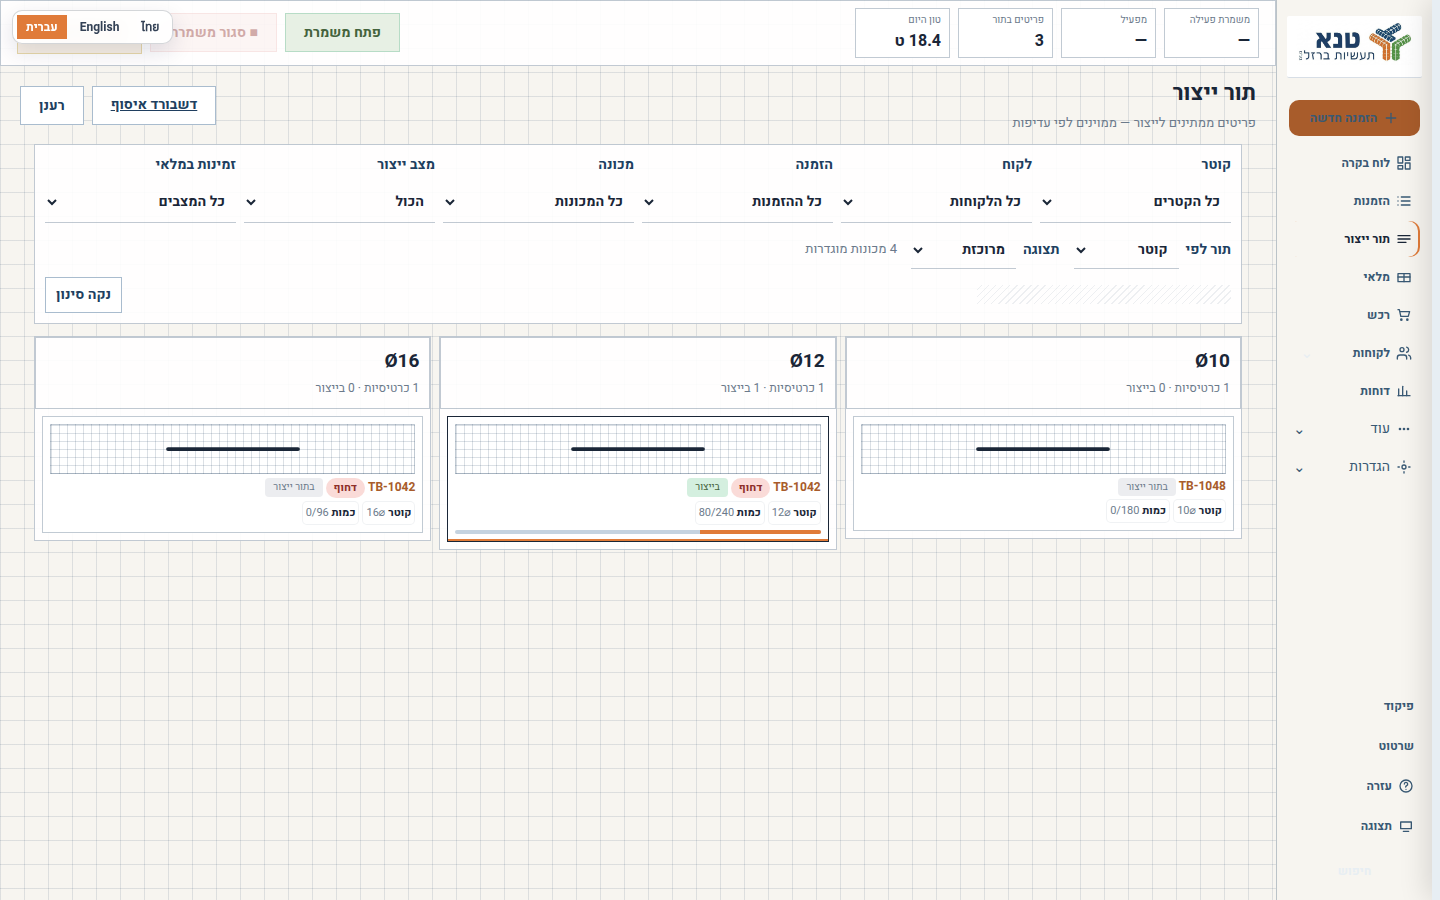 טנא
תעשיות ברזל
+ הזמנה חדשה
לוח בקרה
הזמנות
תור ייצור
מלאי
רכש
לקוחות
דוחות
עוד
הגדרות
פיקוד
שרטוט
עזרה
תצוגה
חיפוש
משמרת פעילה
—
מפעיל
—
פריטים בתור
3
טון היום
18.4 ט
פתח משמרת
■ סגור משמרת
עברית English ไทย
תור ייצור
פריטים ממתינים לייצור — ממוינים לפי עדיפות
דשבורד איסוף
רענן
קוטר
כל הקטרים
לקוח
כל הלקוחות
הזמנה
כל ההזמנות
מכונה
כל המכונות
מצב ייצור
הכול
זמינות במלאי
כל המצבים
תור לפי קוטר תצוגה מרוכזת 4 מכונות מוגדרות
נקה סינון
Ø10
1 כרטיסיות · 0 בייצור
TB-1048 בתור ייצור
קוטר ⌀10 כמות 0/180
Ø12
1 כרטיסיות · 1 בייצור
TB-1042 דחוף בייצור
קוטר ⌀12 כמות 80/240
Ø16
1 כרטיסיות · 0 בייצור
TB-1042 דחוף בתור ייצור
קוטר ⌀16 כמות 0/96